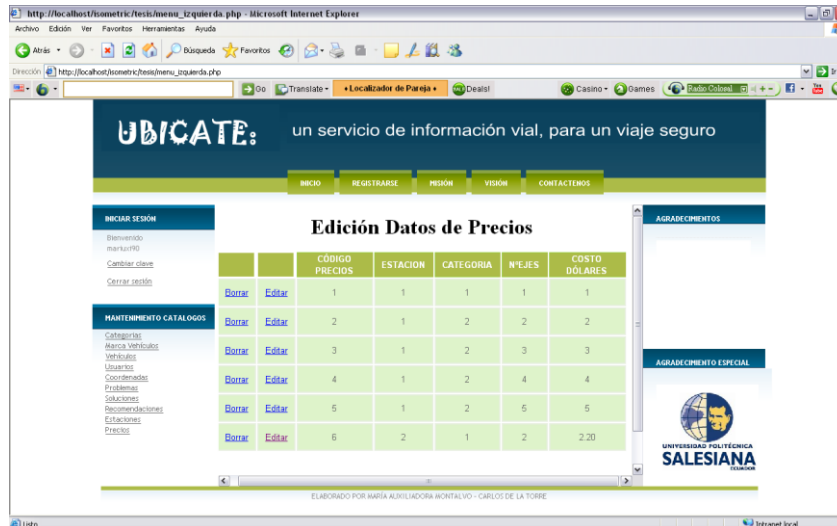 http://localhost/isometric/tesis/menu_izquierda.php - Microsoft Internet Explorer
Archivo Edición Ver Favoritos Herramientas Ayuda
Atrás Búsqueda Favoritos
Dirección http://localhost/isometric/tesis/menu_izquierda.php
Go Translate Localizador de Pareja Deals! Casino Games Radio Colosal
UBICATE: un servicio de información vial, para un viaje seguro
INICIO REGISTRARSE MISIÓN VISIÓN CONTACTENOS
INICIAR SESIÓN
Bienvenido
Cambiar clave
Cerrar sesión
MANTENIMIENTO CATALOGOS
Categorias
Marca Vehículos
Vehículos
Usuarios
Coordenadas
Problemas
Soluciones
Recomendaciones
Estaciones
Precios
Edición Datos de Precios
CÓDIGO PRECIOS ESTACION CATEGORIA NºEJES COSTO DÓLARES
Borrar Editar 1 1 1 1 1
Borrar Editar 2 1 2 2 2
Borrar Editar 3 1 2 3 3
Borrar Editar 4 1 2 4 4
Borrar Editar 5 1 2 5 5
Borrar Editar 6 2 1 2 2.20
AGRADECIMIENTOS
AGRADECIMIENTO ESPECIAL
UNIVERSIDAD POLITÉCNICA
SALESIANA
ECUADOR
ELABORADO POR MARÍA AUXILIADORA MONTALVO - CARLOS DE LA TORRE
Listo Intranet local